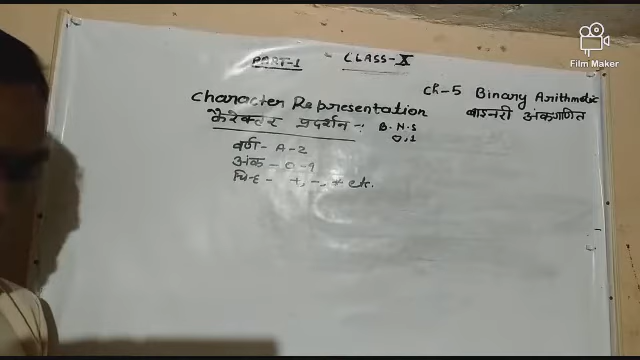 PART-1 - CLASS-X
Film Maker
Ch-5 Binary Arithmetic
बाइनरी अंकगणित
Character Representation
कैरेक्टर प्रदर्शन :- B.N.S
0,1
वर्ण - A-Z
अंक - 0-9
चिन्ह - +, -, * etc.